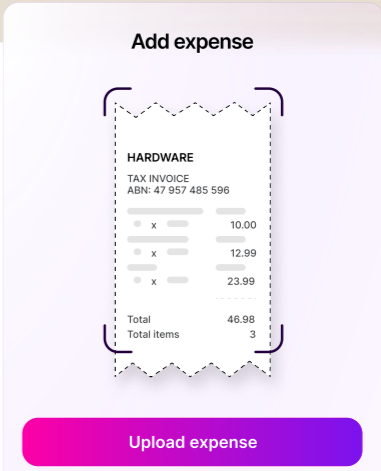 Add expense
HARDWARE
TAX INVOICE
ABN: 47 957 485 596
x 10.00
x 12.99
x 23.99
Total 46.98
Total items 3
Upload expense